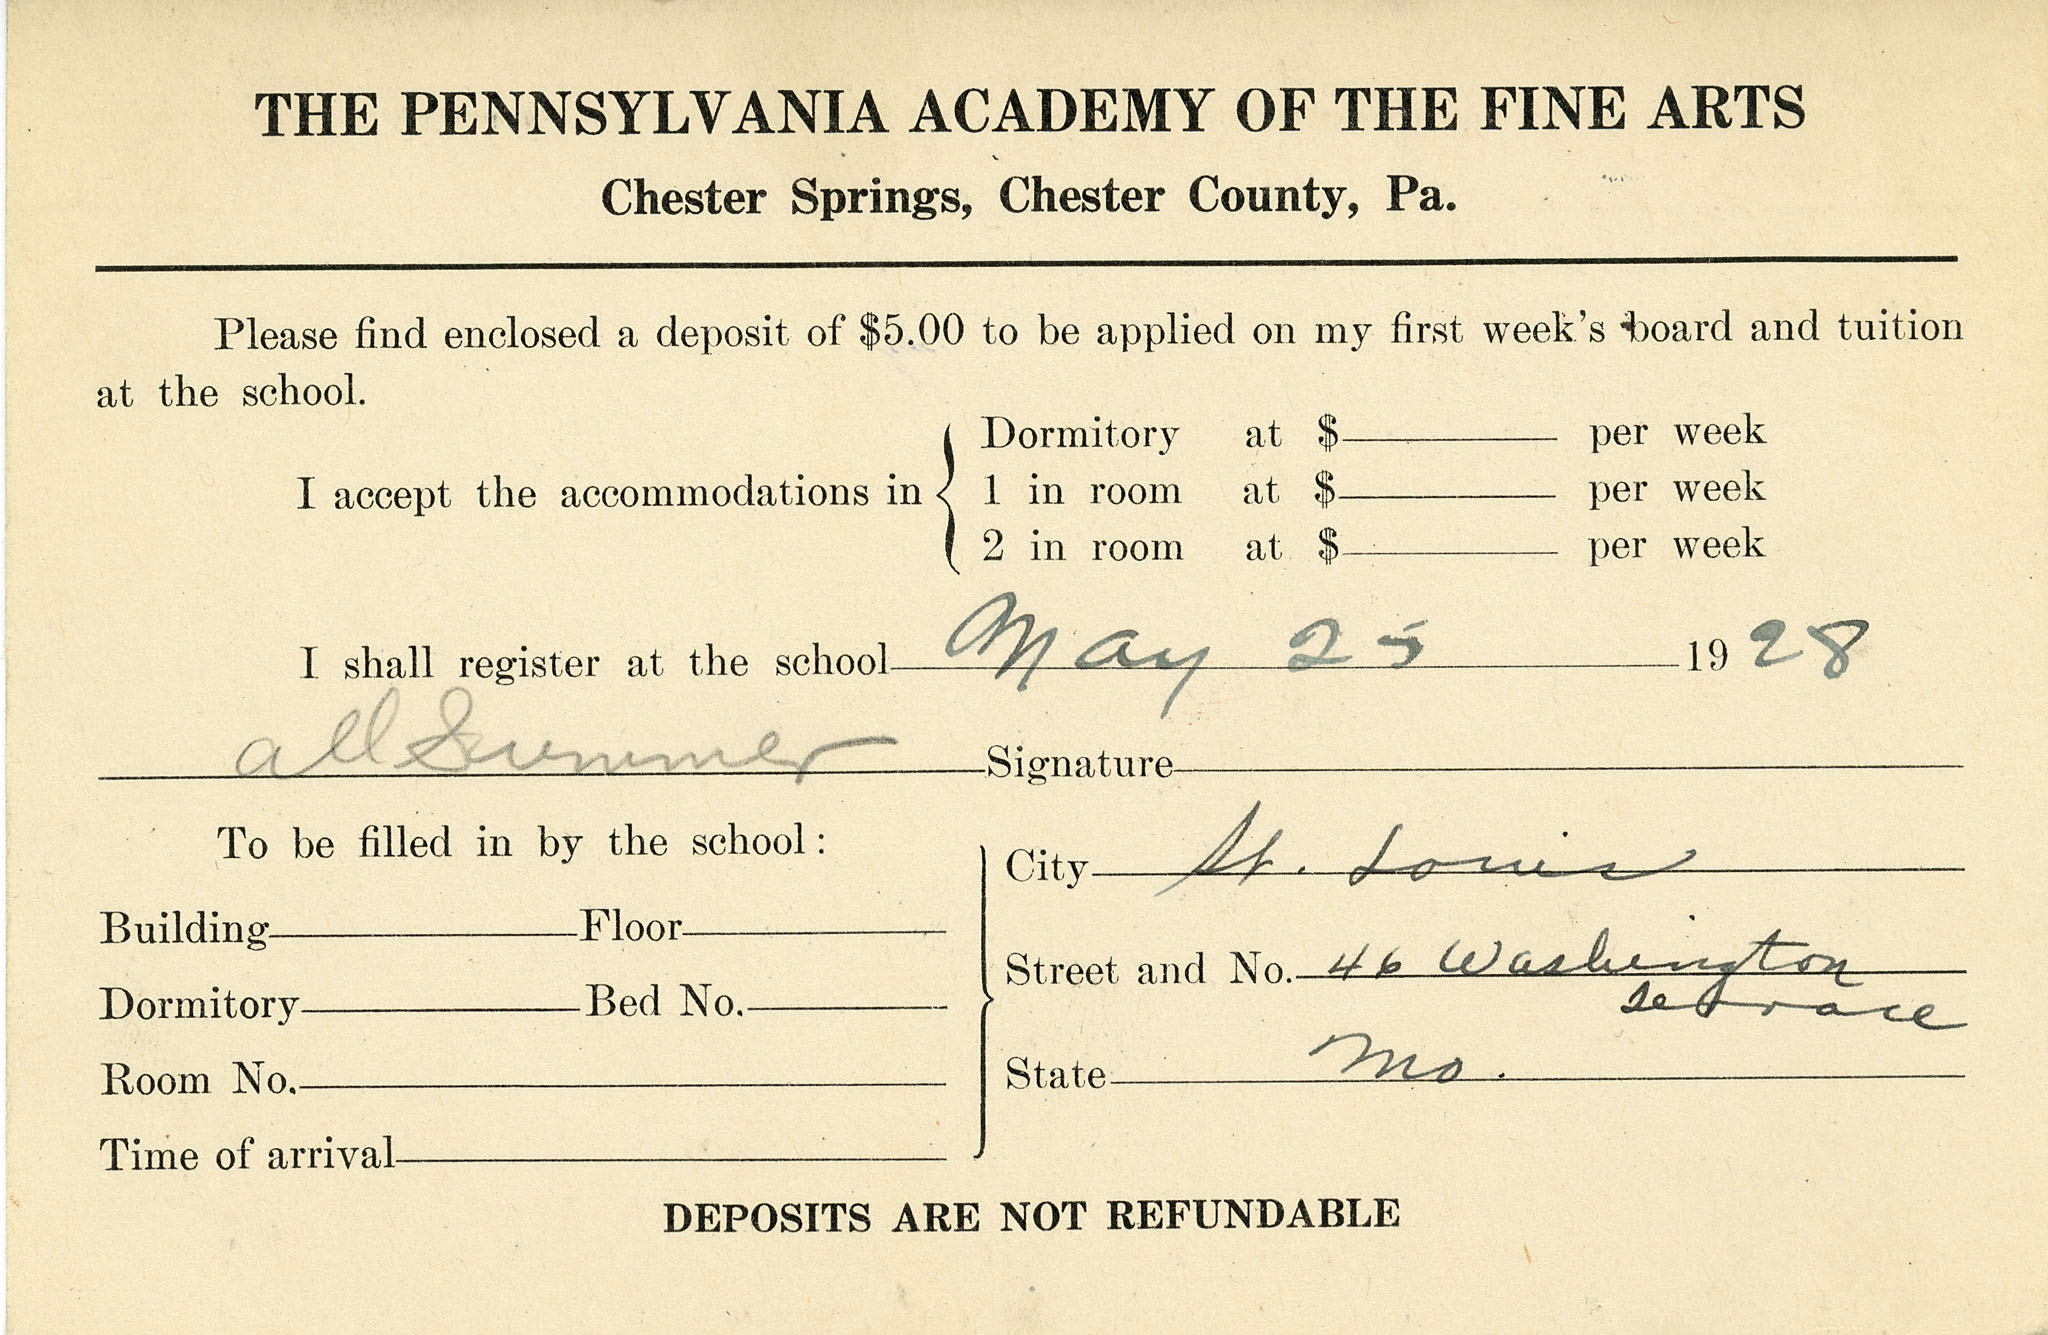 THE PENNSYLVANIA ACADEMY OF THE FINE ARTS
Chester Springs, Chester County, Pa.
Please find enclosed a deposit of $5.00 to be applied on my first week's board and tuition
at the school.
I accept the accommodations in
Dormitory at $ per week
1 in room at $ per week
2 in room at $ per week
I shall register at the school May 25 1928
all Summer Signature
To be filled in by the school:
Building Floor
Dormitory Bed No.
Room No.
Time of arrival
City St. Louis
Street and No. 46 Washington
Terrace
State Mo.
DEPOSITS ARE NOT REFUNDABLE